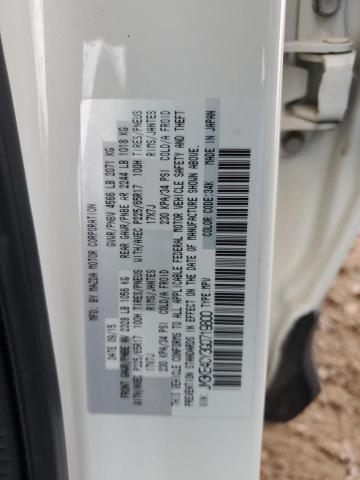 MFD. BY MAZDA MOTOR CORPORATION
DATE 09/15 GVWR/PNBV 4566 LB 2071 KG
FRONT GAWR/PNBE AV 2328 LB 1056 KG REAR GAWR/PNBE AR 2244 LB 1018 KG
WITH/AVEC P225/65R17 100H TIRES/PNEUS WITH/AVEC P225/65R17 100H TIRES/PNEUS
17X7J RIMS/JANTES 17X7J RIMS/JANTES
230 KPA/34 PSI COLD/A FROID 230 KPA/34 PSI COLD/A FROID
THIS VEHICLE CONFORMS TO ALL APPLICABLE FEDERAL MOTOR VEHICLE SAFETY AND THEFT
PREVENTION STANDARDS IN EFFECT ON THE DATE OF MANUFACTURE SHOWN ABOVE.
TYPE:MPV COLOR CODE:34K MADE IN JAPAN